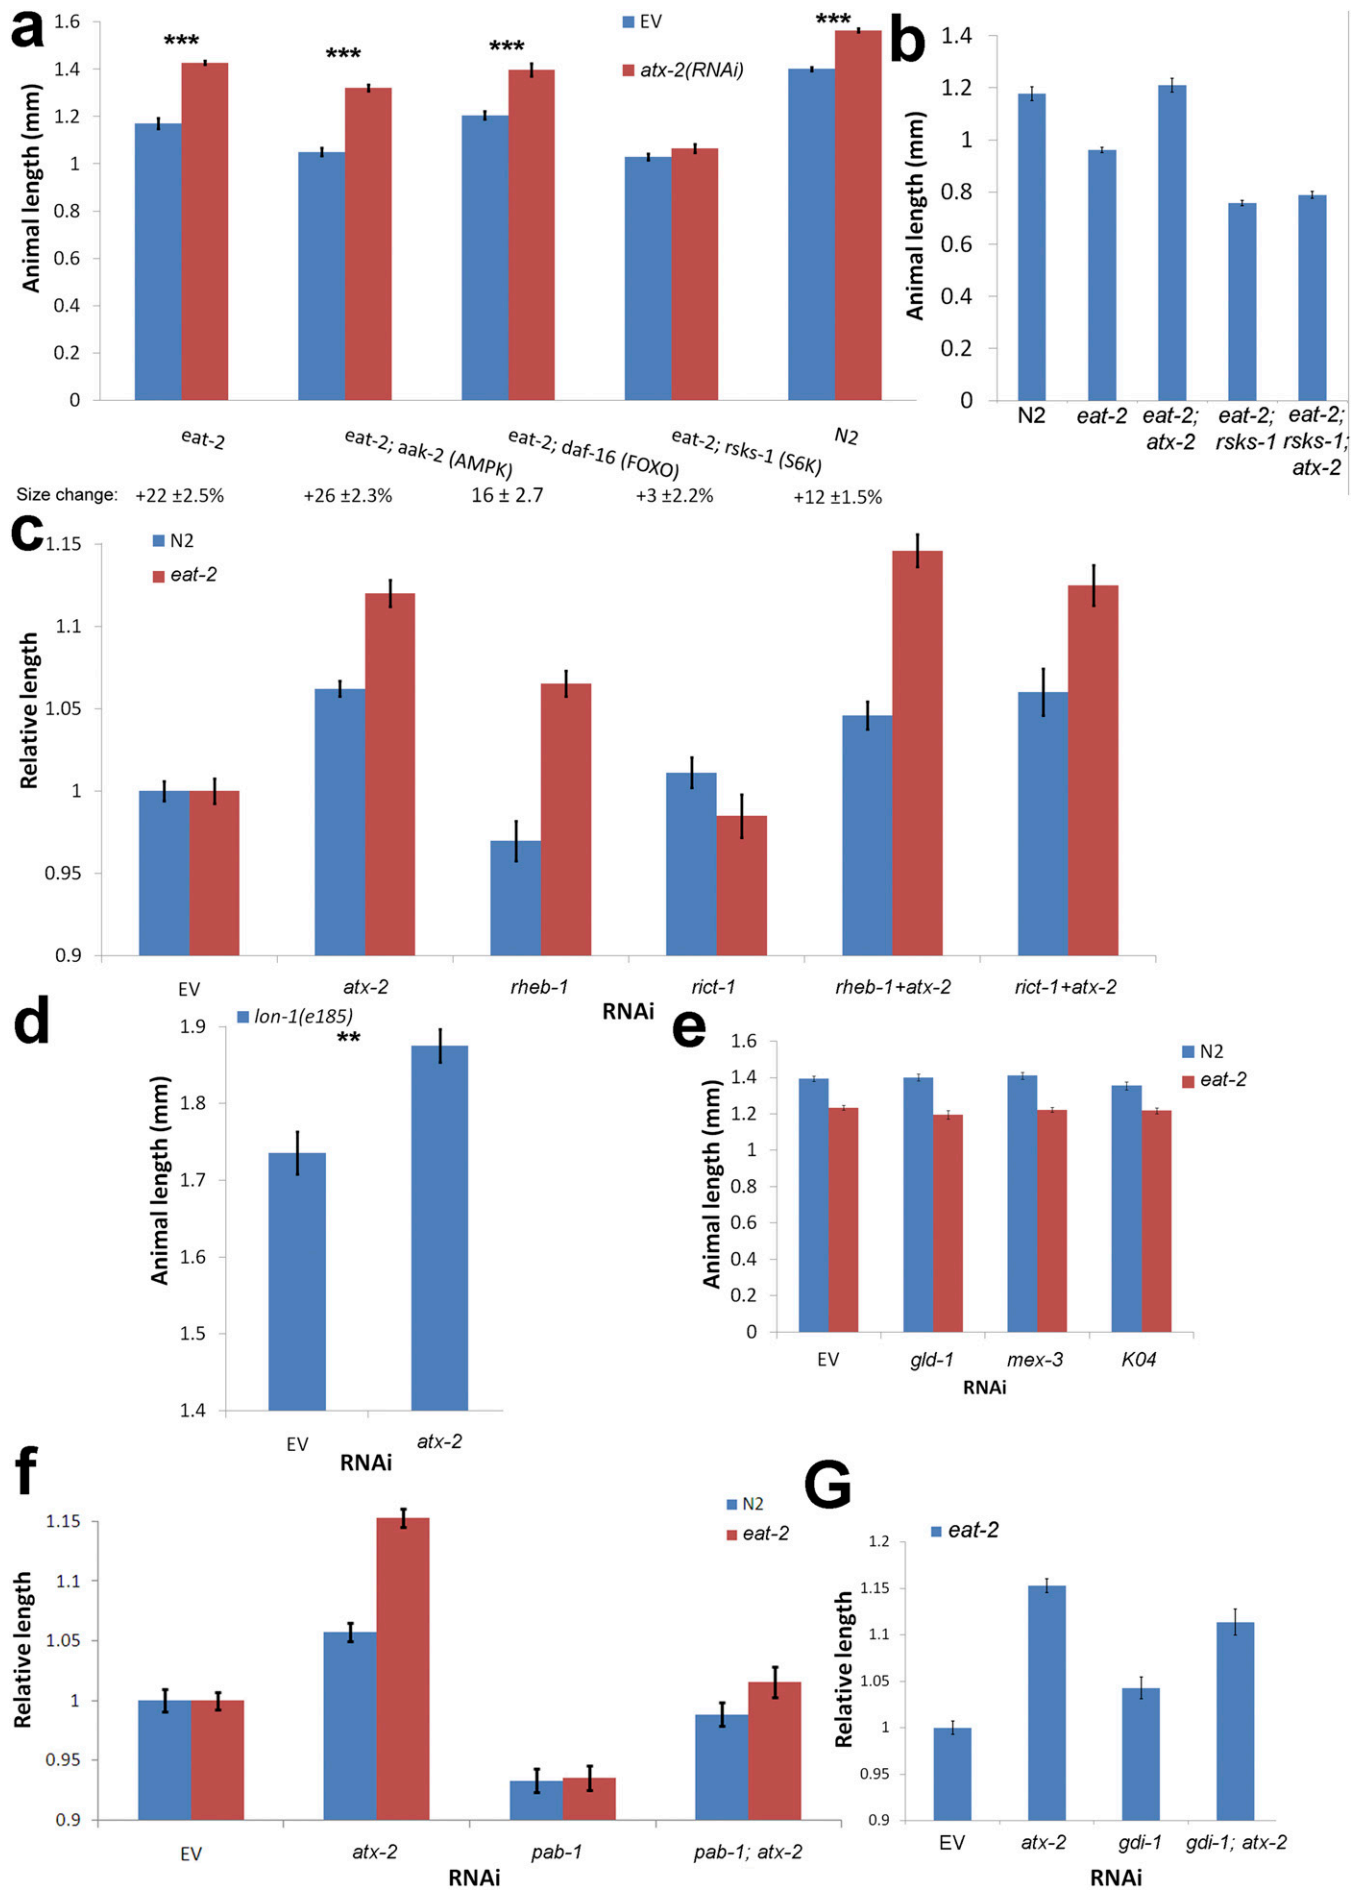 a
Animal length (mm)
1.6
1.4
1.2
1
0.8
0.6
0.4
0.2
0
***
***
***
***
EV
atx-2(RNAi)
eat-2
eat-2; aak-2 (AMPK)
eat-2; daf-16 (FOXO)
eat-2; rsks-1 (S6K)
N2
Size change: +22 ±2.5% +26 ±2.3% 16 ± 2.7 +3 ±2.2% +12 ±1.5%
b
Animal length (mm)
1.4
1.2
1
0.8
0.6
0.4
0.2
0
N2
eat-2
eat-2;
atx-2
eat-2;
rsks-1
eat-2;
rsks-1;
atx-2
c
Relative length
1.15
1.1
1.05
1
0.95
0.9
N2
eat-2
EV atx-2 rheb-1 rict-1 rheb-1+atx-2 rict-1+atx-2
RNAi
d
Animal length (mm)
lon-1(e185)
**
1.9
1.8
1.7
1.6
1.5
1.4
EV atx-2
RNAi
e
Animal length (mm)
1.6
1.4
1.2
1
0.8
0.6
0.4
0.2
0
N2
eat-2
EV gld-1 mex-3 K04
RNAi
f
Relative length
1.15
1.1
1.05
1
0.95
0.9
N2
eat-2
EV atx-2 pab-1 pab-1; atx-2
RNAi
G
Relative length
1.2
1.15
1.1
1.05
1
0.95
0.9
eat-2
EV atx-2 gdi-1 gdi-1; atx-2
RNAi